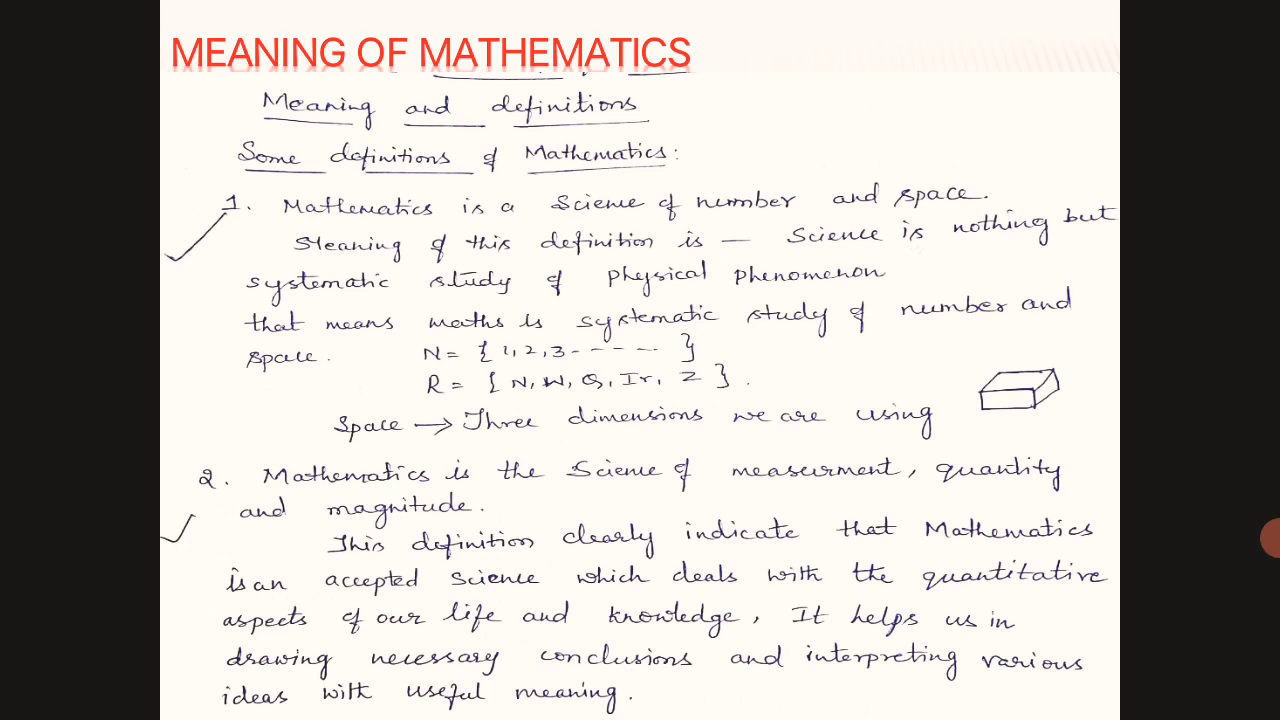 MEANING OF MATHEMATICS
Meaning and definitions
Some definitions of Mathematics:
1. Mathematics is a Science of number and space.
Meaning of this definition is — Science is nothing but
systematic study of physical phenomenon
that means maths is systematic study of number and
space. N = { 1, 2, 3 - - - - - - }
R = { N, W, Q, Ir, Z }.
Space → Three dimensions we are using
2. Mathematics is the Science of measurment, quantity
and magnitude.
This definition clearly indicate that Mathematics
is an accepted science which deals with the quantitative
aspects of our life and knowledge, It helps us in
drawing necessary conclusions and interpreting various
ideas with useful meaning.